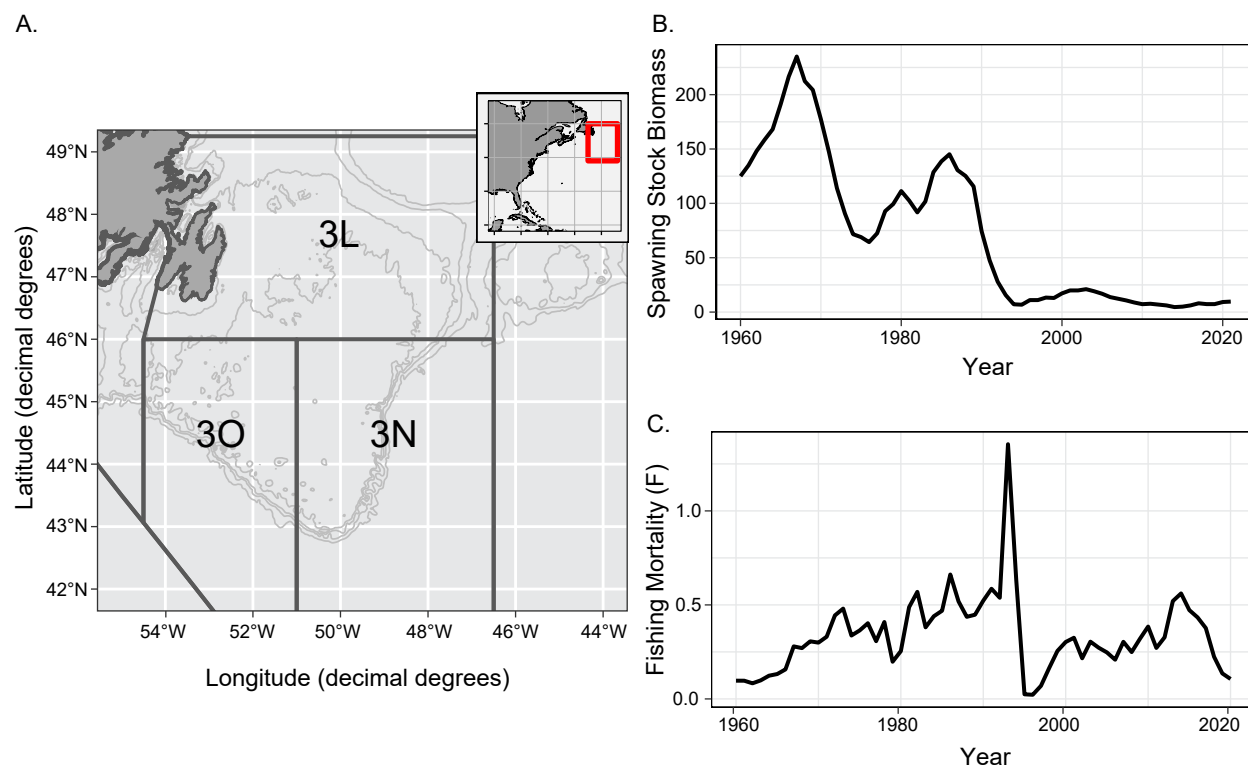 A.
49°N
48°N
47°N
46°N
45°N
44°N
43°N
42°N
3L
3O
3N
54°W
52°W
50°W
48°W
46°W
44°W
Latitude (decimal degrees)
Longitude (decimal degrees)
B.
Spawning Stock Biomass
200
150
100
50
0
1960
1980
2000
2020
Year
C.
Fishing Mortality (F)
1.0
0.5
0.0
1960
1980
2000
2020
Year